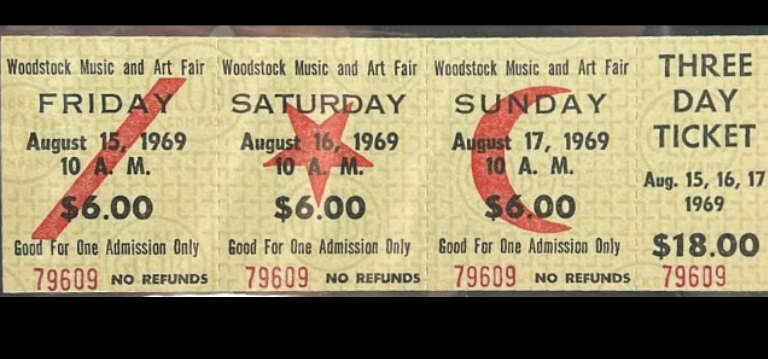 Woodstock Music and Art Fair
FRIDAY
August 15, 1969
10 A. M.
$6.00
Good For One Admission Only
79609 NO REFUNDS
Woodstock Music and Art Fair
SATURDAY
August 16, 1969
10 A. M.
$6.00
Good For One Admission Only
79609 NO REFUNDS
Woodstock Music and Art Fair
SUNDAY
August 17, 1969
10 A. M.
$6.00
Good For One Admission Only
79609 NO REFUNDS
THREE
DAY
TICKET
Aug. 15, 16, 17
1969
$18.00
79609